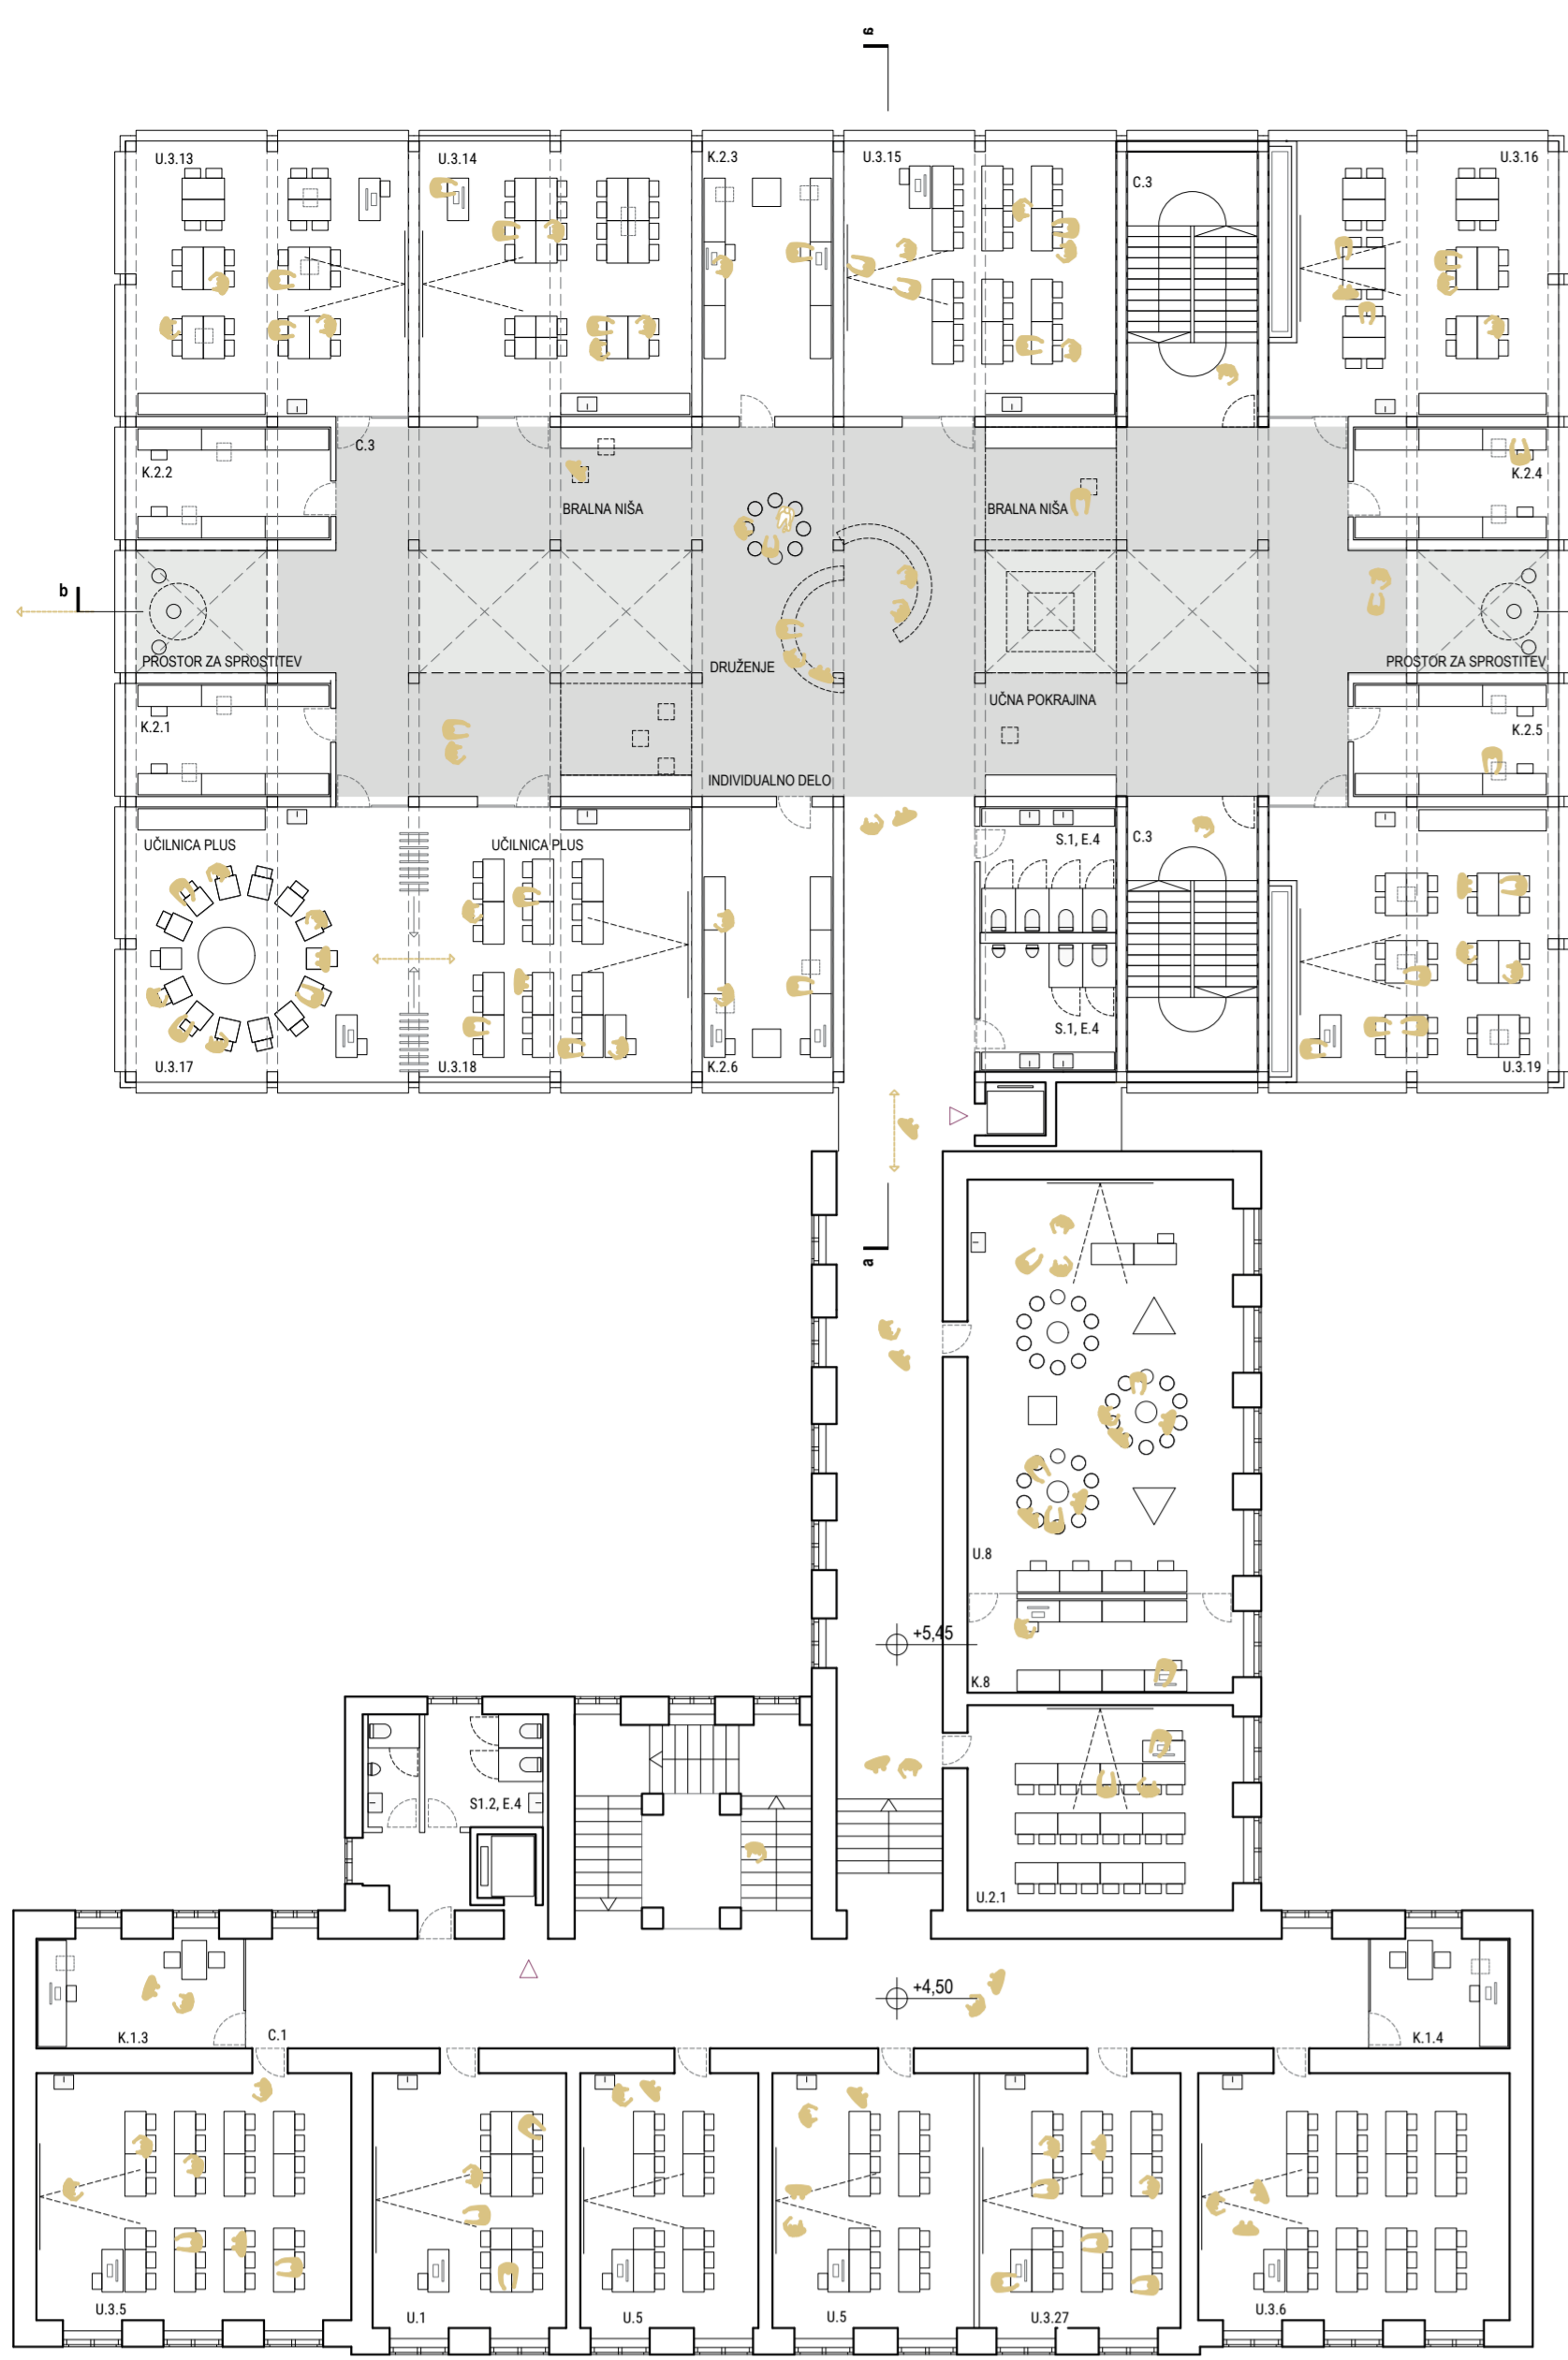 a
U.3.13
U.3.14
K.2.3
U.3.15
C.3
U.3.16
C.3
K.2.2
K.2.4
BRALNA NIŠA
BRALNA NIŠA
b
PROSTOR ZA SPROSTITEV
DRUŽENJE
PROSTOR ZA SPROSTITEV
UČNA POKRAJINA
K.2.1
K.2.5
INDIVIDUALNO DELO
UČILNICA PLUS
UČILNICA PLUS
S.1, E.4
C.3
S.1, E.4
U.3.17
U.3.18
K.2.6
U.3.19
a
U.8
+5,45
K.8
S1.2, E.4
U.2.1
+4,50
K.1.3
C.1
K.1.4
U.3.5
U.1
U.5
U.5
U.3.27
U.3.6